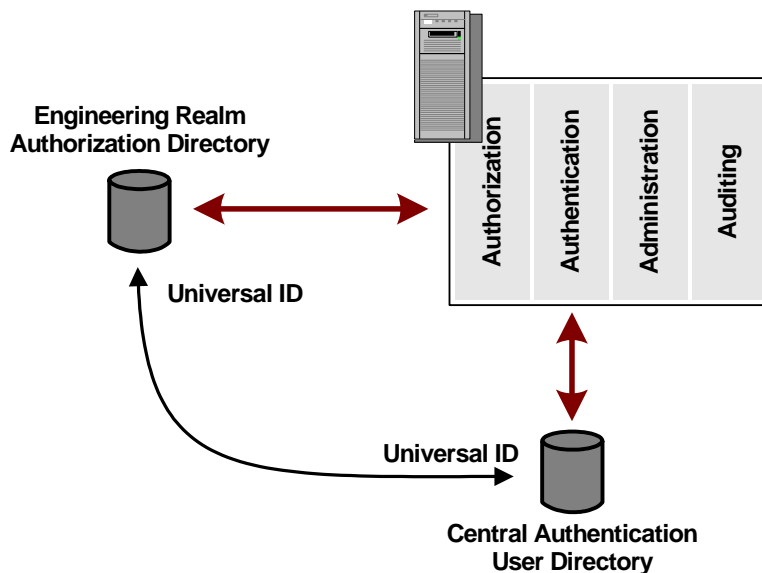 Engineering Realm
Authorization Directory
Authorization
Authentication
Administration
Auditing
Universal ID
Universal ID
Central Authentication
User Directory